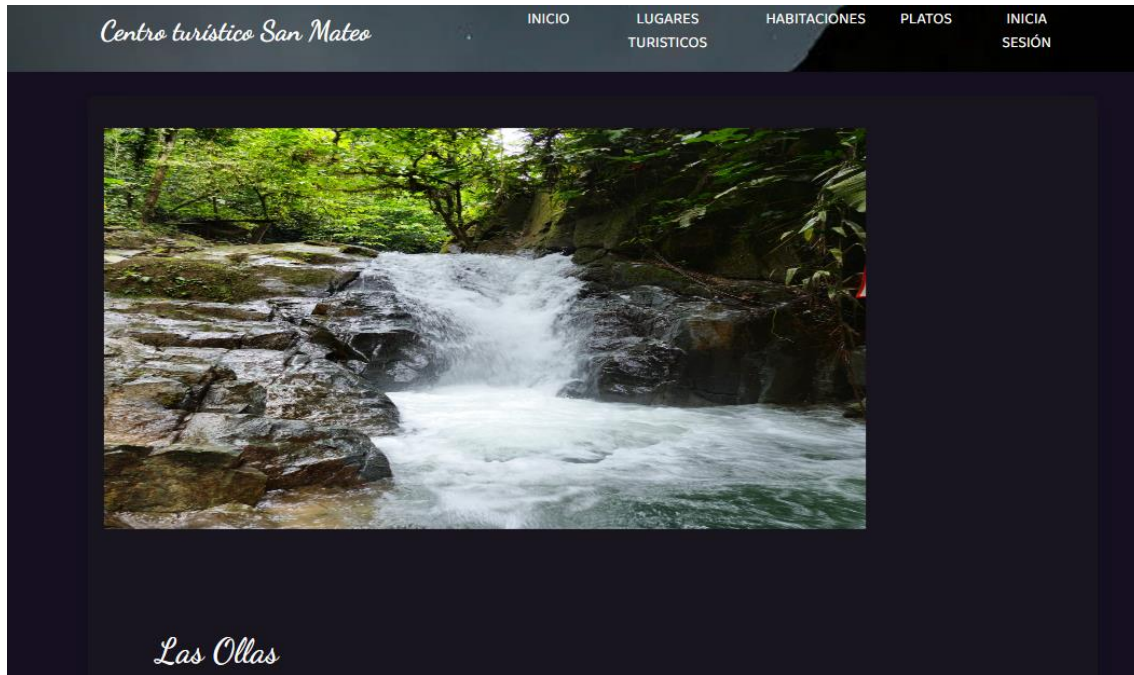 Centro turístico San Mateo
INICIO
LUGARES
TURISTICOS
HABITACIONES
PLATOS
INICIA
SESIÓN
Las Ollas